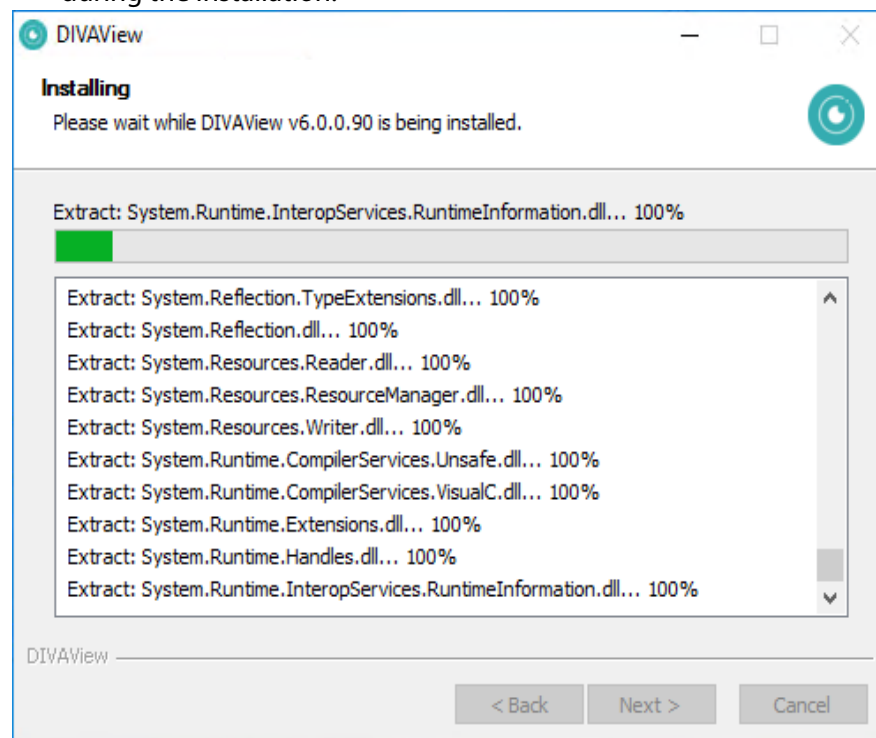 during the installation.
DIVAView
Installing
Please wait while DIVAView v6.0.0.90 is being installed.
Extract: System.Runtime.InteropServices.RuntimeInformation.dll... 100%
Extract: System.Reflection.TypeExtensions.dll... 100%
Extract: System.Reflection.dll... 100%
Extract: System.Resources.Reader.dll... 100%
Extract: System.Resources.ResourceManager.dll... 100%
Extract: System.Resources.Writer.dll... 100%
Extract: System.Runtime.CompilerServices.Unsafe.dll... 100%
Extract: System.Runtime.CompilerServices.VisualC.dll... 100%
Extract: System.Runtime.Extensions.dll... 100%
Extract: System.Runtime.Handles.dll... 100%
Extract: System.Runtime.InteropServices.RuntimeInformation.dll... 100%
DIVAView
< Back Next > Cancel